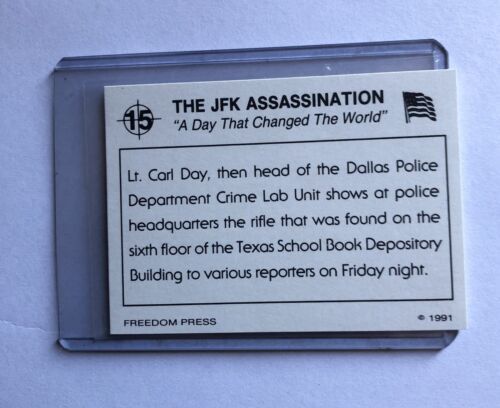 15
THE JFK ASSASSINATION
"A Day That Changed The World"
Lt. Carl Day, then head of the Dallas Police
Department Crime Lab Unit shows at police
headquarters the rifle that was found on the
sixth floor of the Texas School Book Depository
Building to various reporters on Friday night.
FREEDOM PRESS © 1991